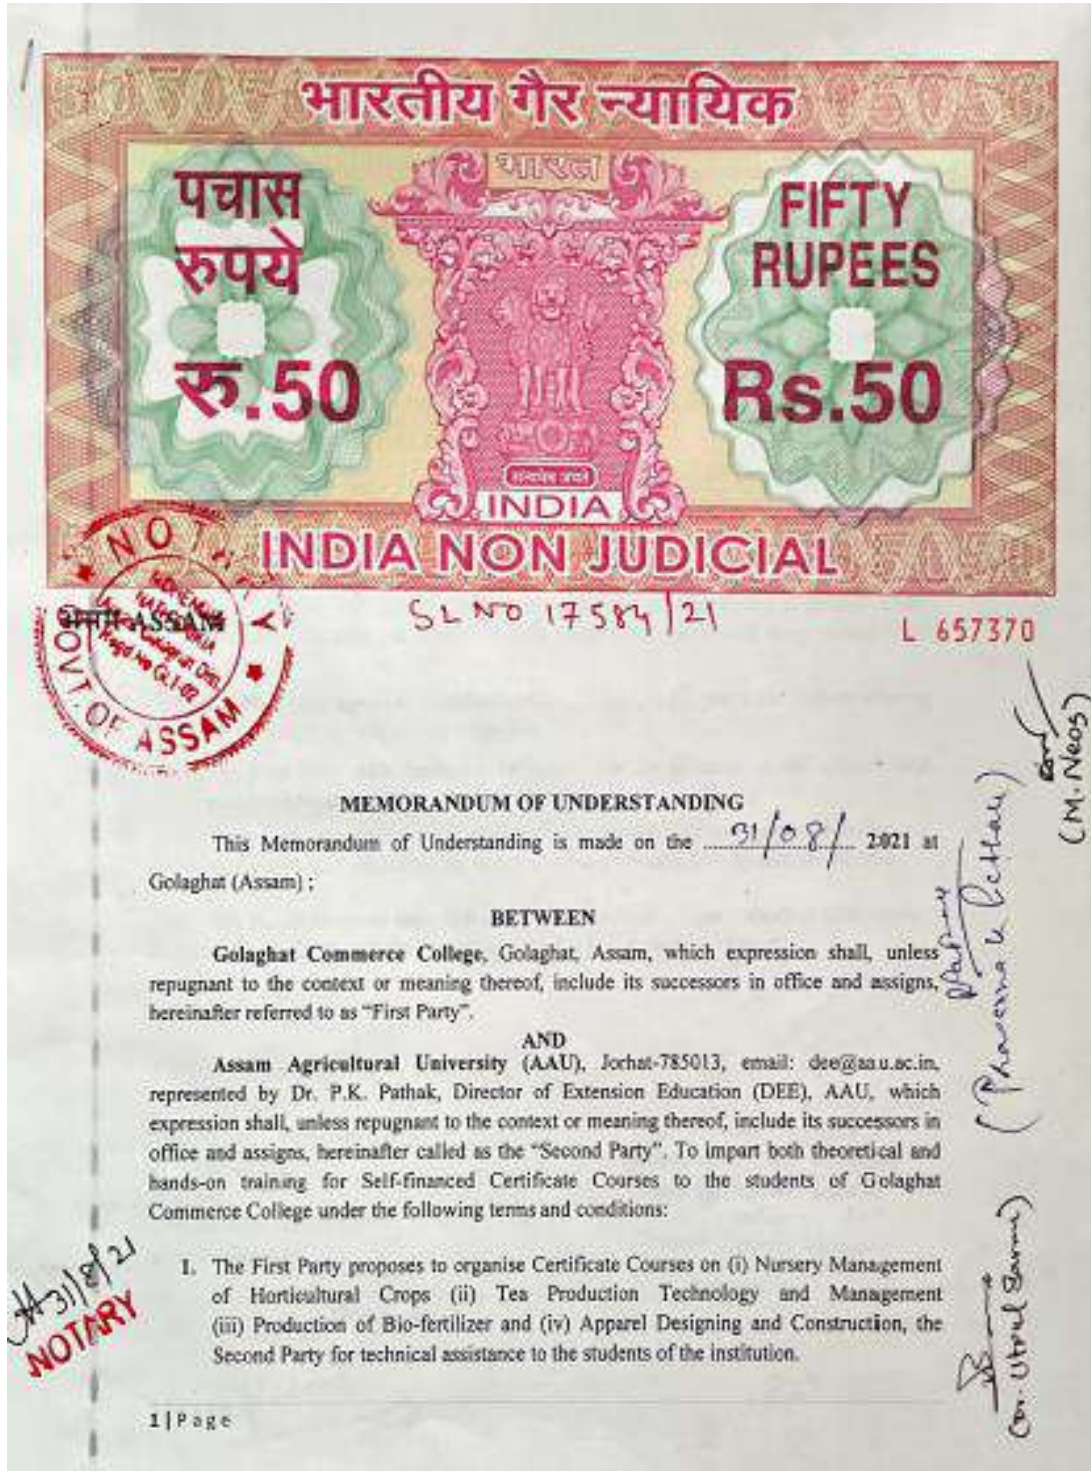 भारतीय गैर न्यायिक
भारत
पचास
रुपये
रु.50
FIFTY
RUPEES
Rs.50
सत्यमेव जयते
INDIA
INDIA NON JUDICIAL
NOTARY
GOVT. OF ASSAM
Regd No GLT-02
असम ASSAM
SL NO 17584/21
L 657370
MEMORANDUM OF UNDERSTANDING
This Memorandum of Understanding is made on the 31/08/ 2021 at
Golaghat (Assam) ;
BETWEEN
Golaghat Commerce College, Golaghat, Assam, which expression shall, unless
repugnant to the context or meaning thereof, include its successors in office and assigns,
hereinafter referred to as “First Party”.
AND
Assam Agricultural University (AAU), Jorhat-785013, email: dee@aau.ac.in,
represented by Dr. P.K. Pathak, Director of Extension Education (DEE), AAU, which
expression shall, unless repugnant to the context or meaning thereof, include its successors in
office and assigns, hereinafter called as the “Second Party”. To impart both theoretical and
hands-on training for Self-financed Certificate Courses to the students of Golaghat
Commerce College under the following terms and conditions:
1. The First Party proposes to organise Certificate Courses on (i) Nursery Management
of Horticultural Crops (ii) Tea Production Technology and Management
(iii) Production of Bio-fertilizer and (iv) Apparel Designing and Construction, the
Second Party for technical assistance to the students of the institution.
1 | Page
31/8/21
NOTARY
(M. Neog)
(Dr. Utpal Sarma)